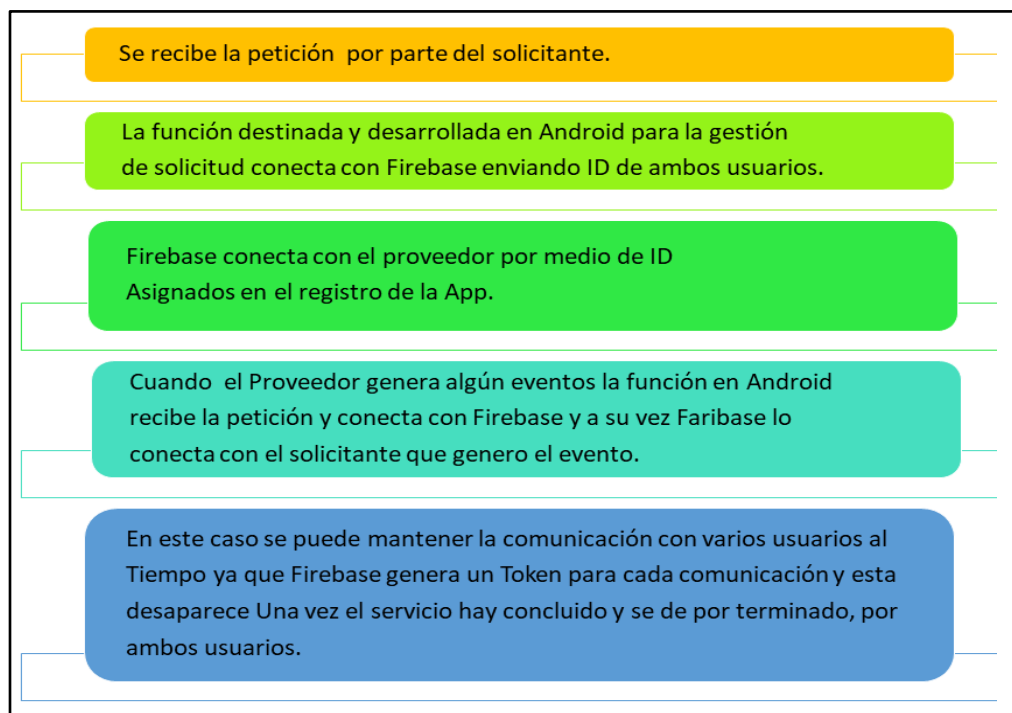 Se recibe la petición  por parte del solicitante.
La función destinada y desarrollada en Android para la gestión
de solicitud conecta con Firebase enviando ID de ambos usuarios.
Firebase conecta con el proveedor por medio de ID
Asignados en el registro de la App.
Cuando  el Proveedor genera algún eventos la función en Android
recibe la petición y conecta con Firebase y a su vez Faribase lo
conecta con el solicitante que genero el evento.
En este caso se puede mantener la comunicación con varios usuarios al
Tiempo ya que Firebase genera un Token para cada comunicación y esta
desaparece Una vez el servicio hay concluido y se de por terminado, por
ambos usuarios.